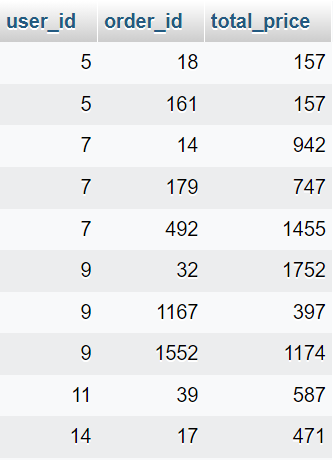 user_id order_id total_price
5 18 157
5 161 157
7 14 942
7 179 747
7 492 1455
9 32 1752
9 1167 397
9 1552 1174
11 39 587
14 17 471